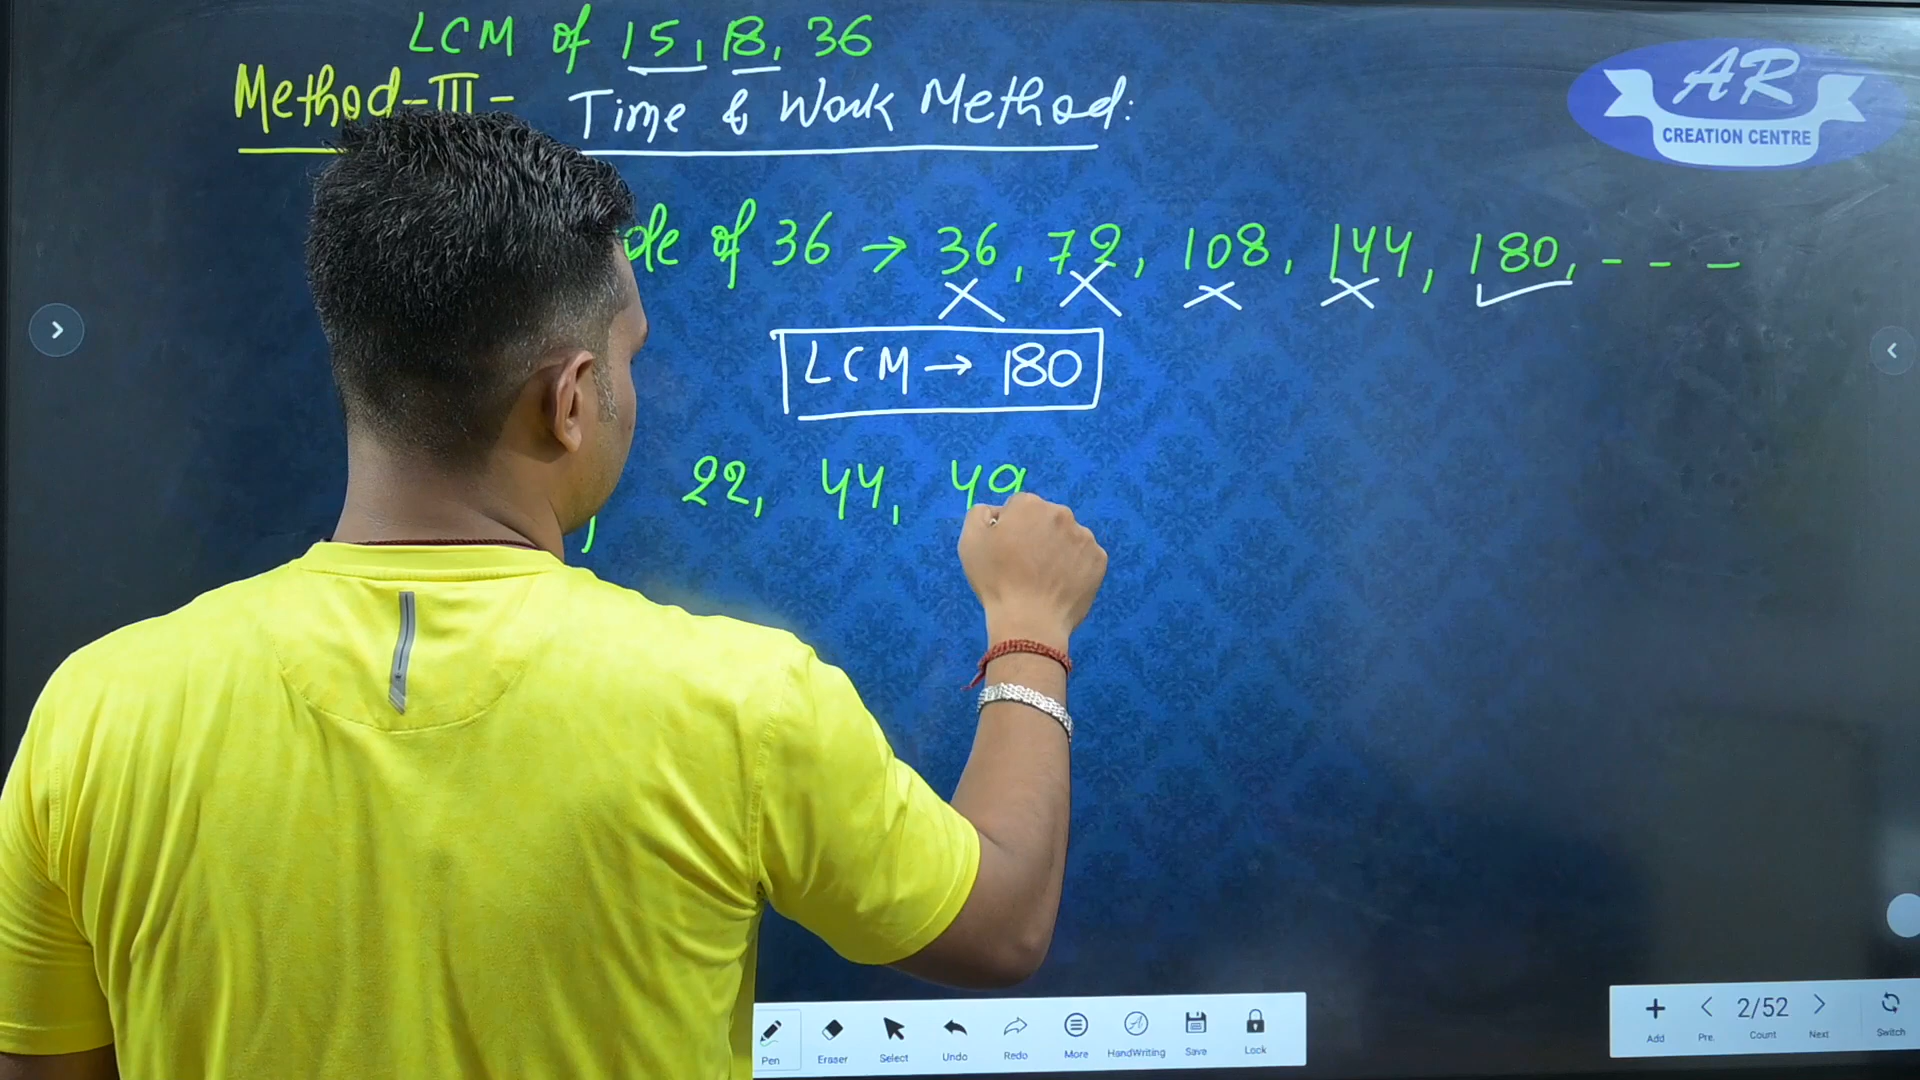 LCM of 15, 18, 36
Method-III- Time & Work Method:
AR
CREATION CENTRE
of 36 → 36, 72, 108, 144, 180, - - -
LCM → 180
22, 44, 49
Pen
Eraser
Select
Undo
Redo
More
HandWriting
Save
Lock
Add
Pre.
2/52
Count
Next
Switch